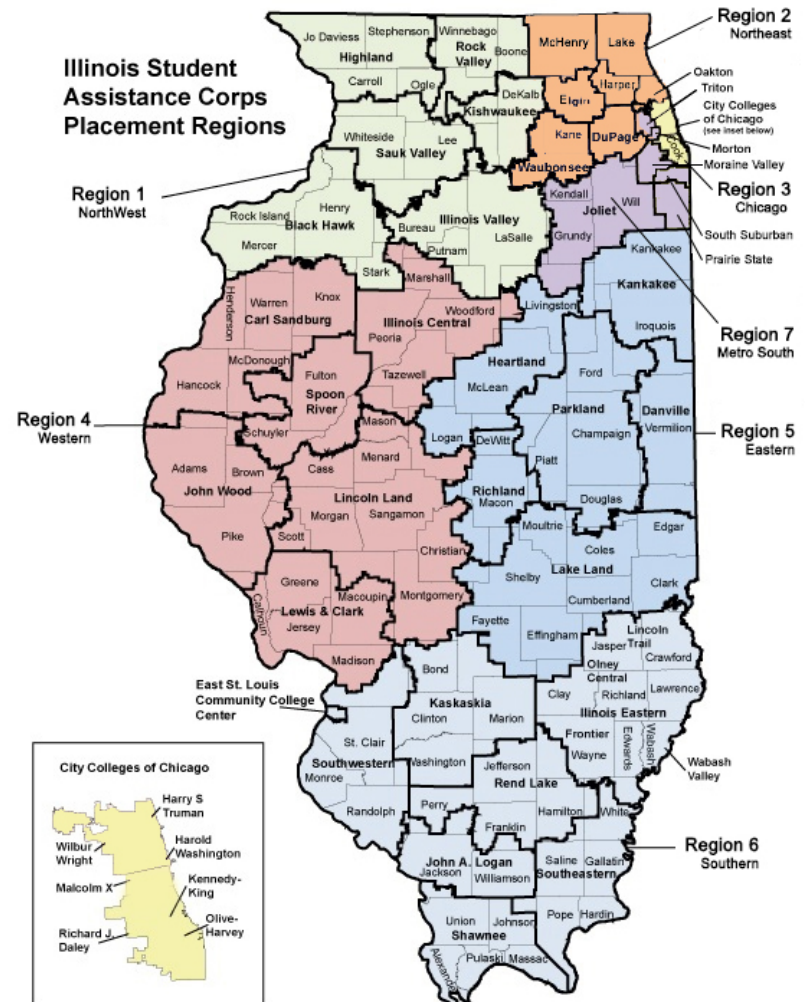 Illinois Student
Assistance Corps
Placement Regions
Region 2
Northeast
Oakton
Triton
City Colleges
of Chicago
(see inset below)
Morton
Moraine Valley
Region 3
Chicago
South Suburban
Prairie State
Region 7
Metro South
Region 1
NorthWest
Region 4
Western
Region 5
Eastern
Region 6
Southern
Wabash
Valley
East St. Louis
Community College
Center
Jo Daviess
Stephenson
Highland
Carroll
Ogle
Winnebago
Rock
Valley
Boone
DeKalb
Kishwaukee
McHenry
Lake
Harper
Elgin
Kane
DuPage
Waubonsee
Cook
Whiteside
Lee
Sauk Valley
Rock Island
Henry
Black Hawk
Mercer
Stark
Bureau
Illinois Valley
Putnam
LaSalle
Kendall
Will
Joliet
Grundy
Kankakee
Kankakee
Iroquois
Henderson
Warren
Knox
Carl Sandburg
McDonough
Hancock
Fulton
Spoon
River
Schuyler
Marshall
Woodford
Illinois Central
Peoria
Tazewell
Livingston
Heartland
McLean
Logan
DeWitt
Ford
Parkland
Champaign
Piatt
Douglas
Danville
Vermilion
Richland
Macon
Adams
Brown
John Wood
Pike
Mason
Menard
Cass
Lincoln Land
Morgan
Sangamon
Scott
Christian
Montgomery
Greene
Macoupin
Calhoun
Lewis & Clark
Jersey
Madison
Moultrie
Edgar
Coles
Lake Land
Shelby
Clark
Cumberland
Fayette
Effingham
Bond
Kaskaskia
Clinton
Marion
Washington
St. Clair
Southwestern
Monroe
Randolph
Lincoln
Trail
Jasper
Crawford
Olney
Central
Clay
Richland
Lawrence
Illinois Eastern
Frontier
Wayne
Edwards
Wabash
Jefferson
Rend Lake
Perry
Hamilton
White
Franklin
John A. Logan
Jackson
Williamson
Saline
Gallatin
Southeastern
Pope
Hardin
Union
Johnson
Shawnee
Alexander
Pulaski
Massac
City Colleges of Chicago
Harry S
Truman
Wilbur
Wright
Harold
Washington
Malcolm X
Kennedy-
King
Richard J.
Daley
Olive-
Harvey